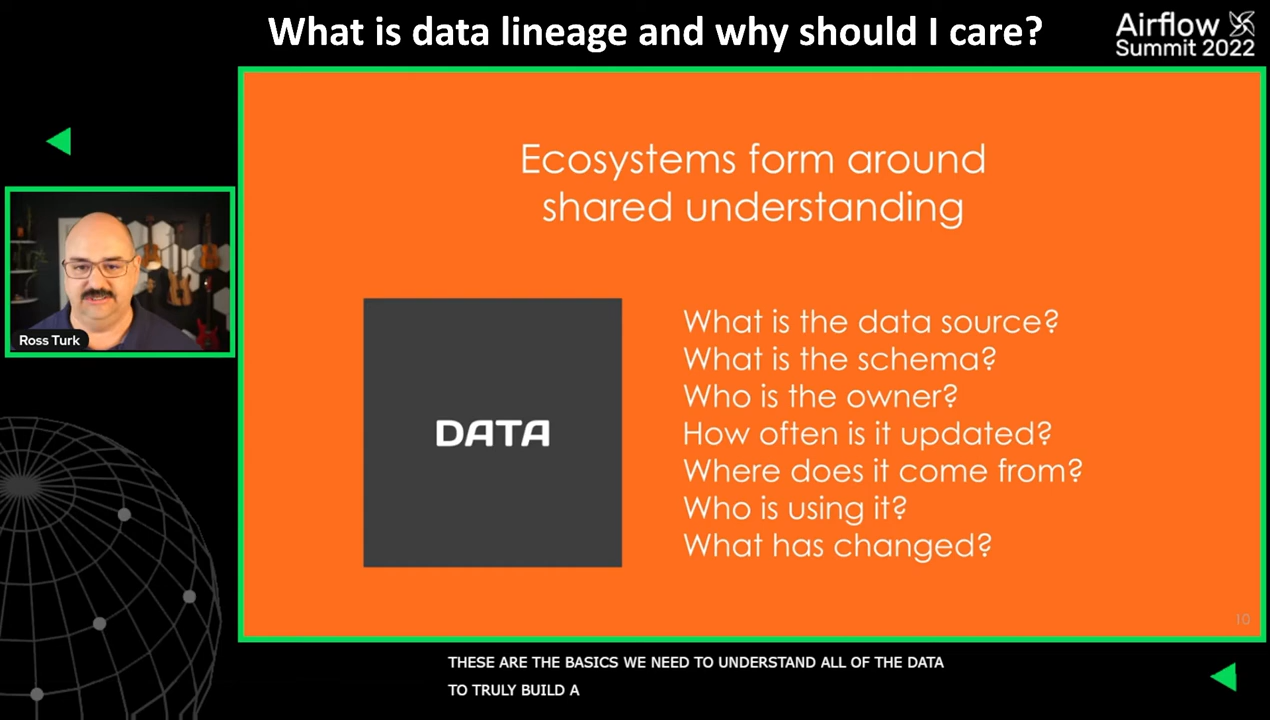 What is data lineage and why should I care?
Airflow
Summit 2022
Ecosystems form around
shared understanding
DATA
What is the data source?
What is the schema?
Who is the owner?
How often is it updated?
Where does it come from?
Who is using it?
What has changed?
Ross Turk
10
THESE ARE THE BASICS WE NEED TO UNDERSTAND ALL OF THE DATA
TO TRULY BUILD A